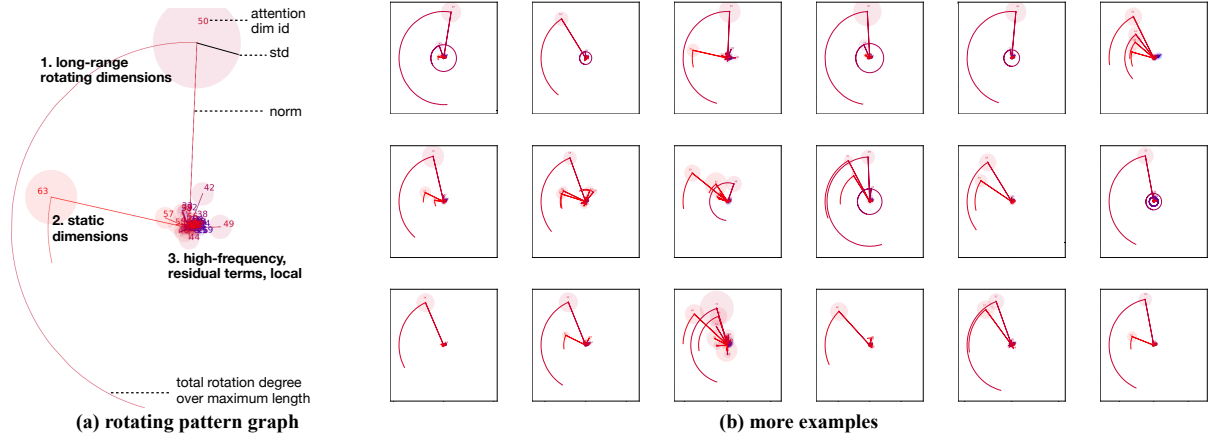 50
attention
dim id
std
1. long-range
rotating dimensions
norm
63
42
57
38
49
44
2. static
dimensions
3. high-frequency,
residual terms, local
total rotation degree
over maximum length
(a) rotating pattern graph
(b) more examples